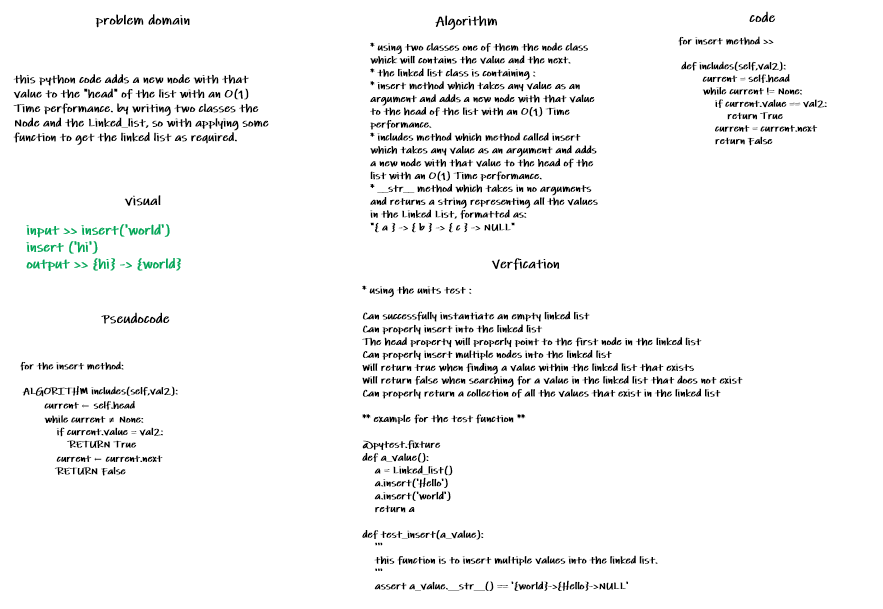 problem domain
this python code adds a new node with that
value to the "head" of the list with an O(1)
Time performance. by writing two classes the
Node and the Linked_list, so with applying some
function to get the linked list as required.
Visual
input >> insert('world')
insert ('hi')
output >> {hi} -> {world}
Pseudocode
for the insert method:
ALGORITHM includes(self,val2):
current ← self.head
while current ≠ None:
if current.value = val2:
RETURN True
current ← current.next
RETURN False
Algorithm
* using two classes one of them the node class
which will contains the value and the next.
* the linked list class is containing :
* insert method which takes any value as an
argument and adds a new node with that value
to the head of the list with an O(1) Time
performance.
* includes method which method called insert
which takes any value as an argument and adds
a new node with that value to the head of the
list with an O(1) Time performance.
* __str__ method which takes in no arguments
and returns a string representing all the values
in the Linked List, formatted as:
"{ a } -> { b } -> { c } -> NULL"
code
for insert method >>
def includes(self,val2):
current = self.head
while current != None:
if current.value == val2:
return True
current = current.next
return False
Verfication
* using the units test :
Can successfully instantiate an empty linked list
Can properly insert into the linked list
The head property will properly point to the first node in the linked list
Can properly insert multiple nodes into the linked list
Will return true when finding a value within the linked list that exists
Will return false when searching for a value in the linked list that does not exist
Can properly return a collection of all the values that exist in the linked list
** example for the test function **
@pytest.fixture
def a_value():
a = Linked_list()
a.insert('Hello')
a.insert('world')
return a
def test_insert(a_value):
'''
this function is to insert multiple values into the linked list.
'''
assert a_value.__str__() == '{world}->{Hello}->NULL'